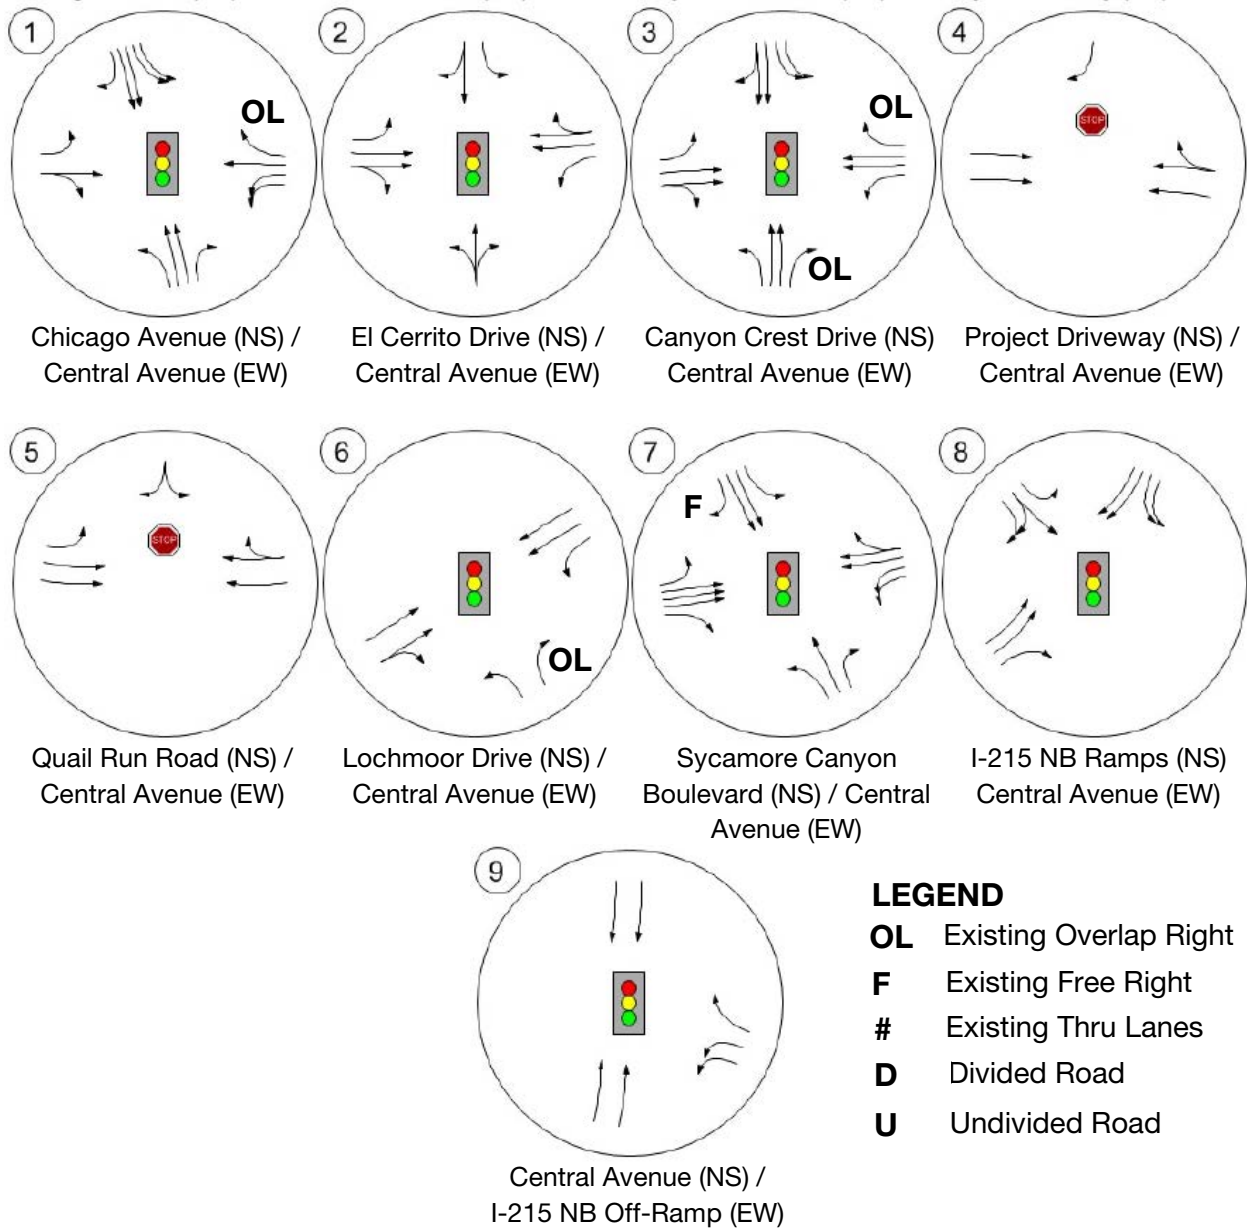 1
2
3
4
OL
OL
OL
STOP
Chicago Avenue (NS) /
Central Avenue (EW)
El Cerrito Drive (NS) /
Central Avenue (EW)
Canyon Crest Drive (NS)
Central Avenue (EW)
Project Driveway (NS) /
Central Avenue (EW)
5
6
7
8
STOP
F
OL
Quail Run Road (NS) /
Central Avenue (EW)
Lochmoor Drive (NS) /
Central Avenue (EW)
Sycamore Canyon
Boulevard (NS) / Central
Avenue (EW)
I-215 NB Ramps (NS)
Central Avenue (EW)
9
Central Avenue (NS) /
I-215 NB Off-Ramp (EW)
LEGEND
OL Existing Overlap Right
F Existing Free Right
# Existing Thru Lanes
D Divided Road
U Undivided Road